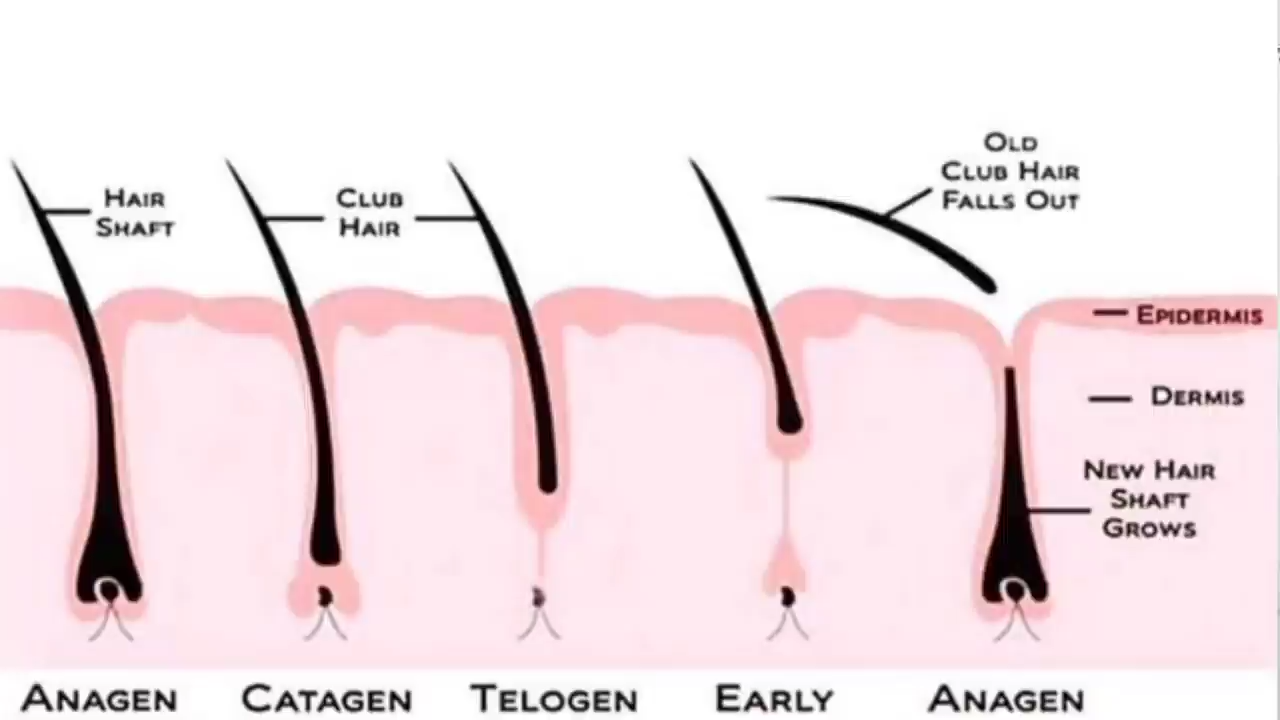 OLD
CLUB HAIR
FALLS OUT
HAIR
SHAFT
CLUB
HAIR
EPIDERMIS
DERMIS
NEW HAIR
SHAFT
GROWS
ANAGEN
CATAGEN
TELOGEN
EARLY
ANAGEN